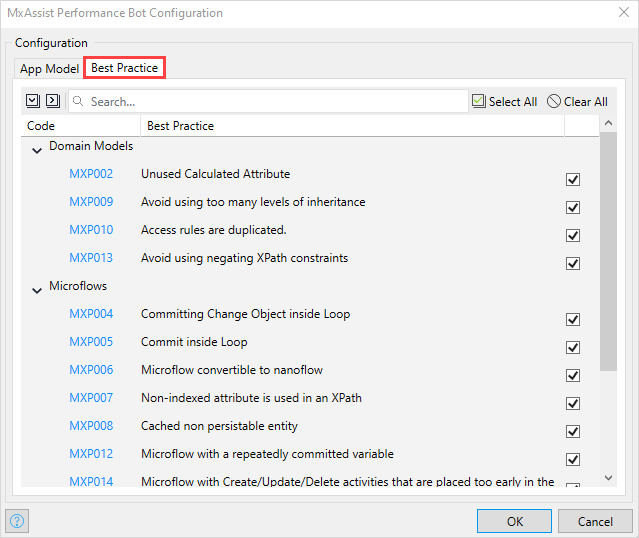 MxAssist Performance Bot Configuration
Configuration
App Model Best Practice
Search... Select All Clear All
Code Best Practice
Domain Models
MXP002 Unused Calculated Attribute
MXP009 Avoid using too many levels of inheritance
MXP010 Access rules are duplicated.
MXP013 Avoid using negating XPath constraints
Microflows
MXP004 Committing Change Object inside Loop
MXP005 Commit inside Loop
MXP006 Microflow convertible to nanoflow
MXP007 Non-indexed attribute is used in an XPath
MXP008 Cached non persistable entity
MXP012 Microflow with a repeatedly committed variable
MXP014 Microflow with Create/Update/Delete activities that are placed too early in the
? OK Cancel